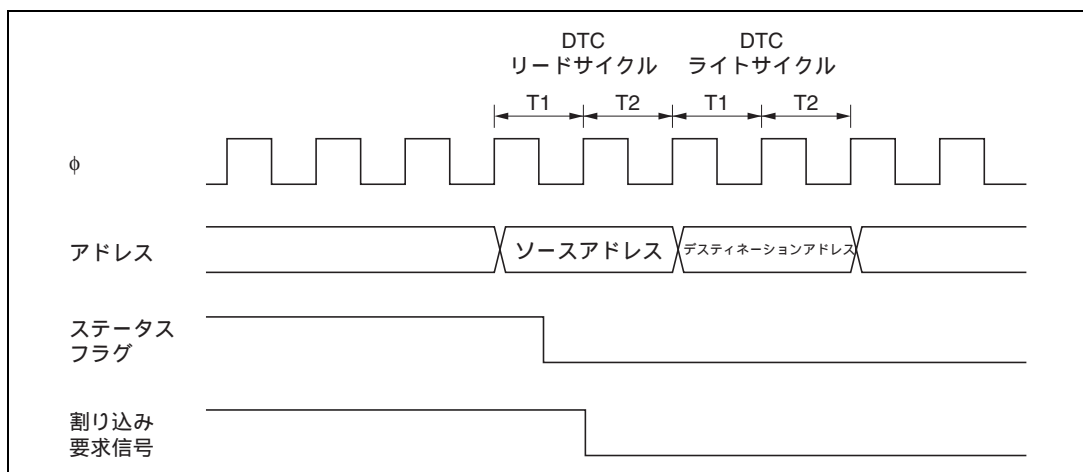 DTC
リードサイクル
DTC
ライトサイクル
T1
T2
T1
T2
φ
アドレス
ソースアドレス
デスティネーションアドレス
ステータス
フラグ
割り込み
要求信号